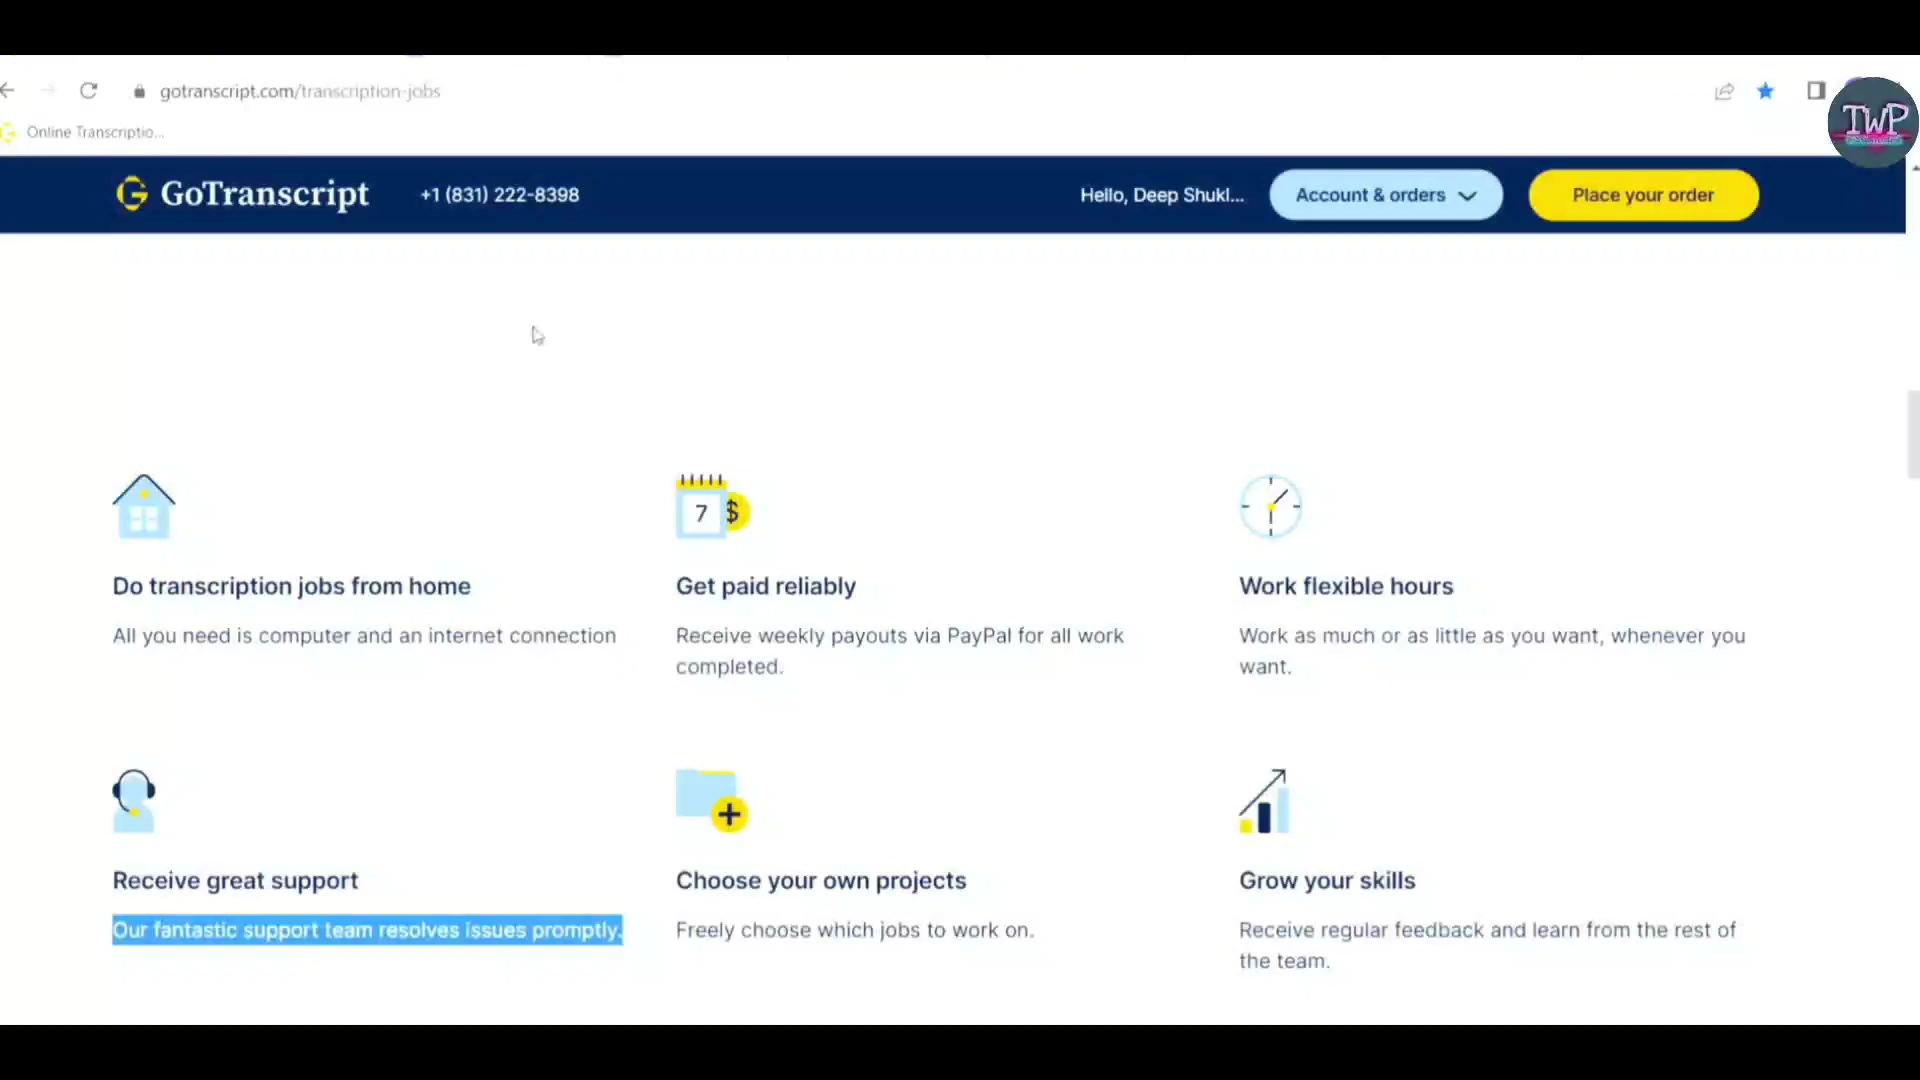 gotranscript.com/transcription-jobs
Online Transcriptio...
TWP
GoTranscript
+1 (831) 222-8398
Hello, Deep Shukl...
Account & orders
Place your order
7 $
Do transcription jobs from home
Get paid reliably
Work flexible hours
All you need is computer and an internet connection
Receive weekly payouts via PayPal for all work
completed.
Work as much or as little as you want, whenever you
want.
Receive great support
Choose your own projects
Grow your skills
Our fantastic support team resolves issues promptly.
Freely choose which jobs to work on.
Receive regular feedback and learn from the rest of
the team.